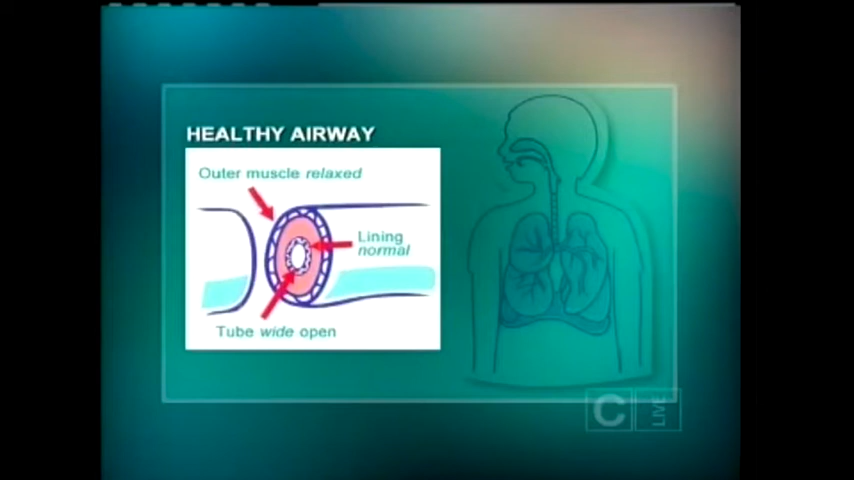 HEALTHY AIRWAY
Outer muscle relaxed
Lining
normal
Tube wide open
C LIVE